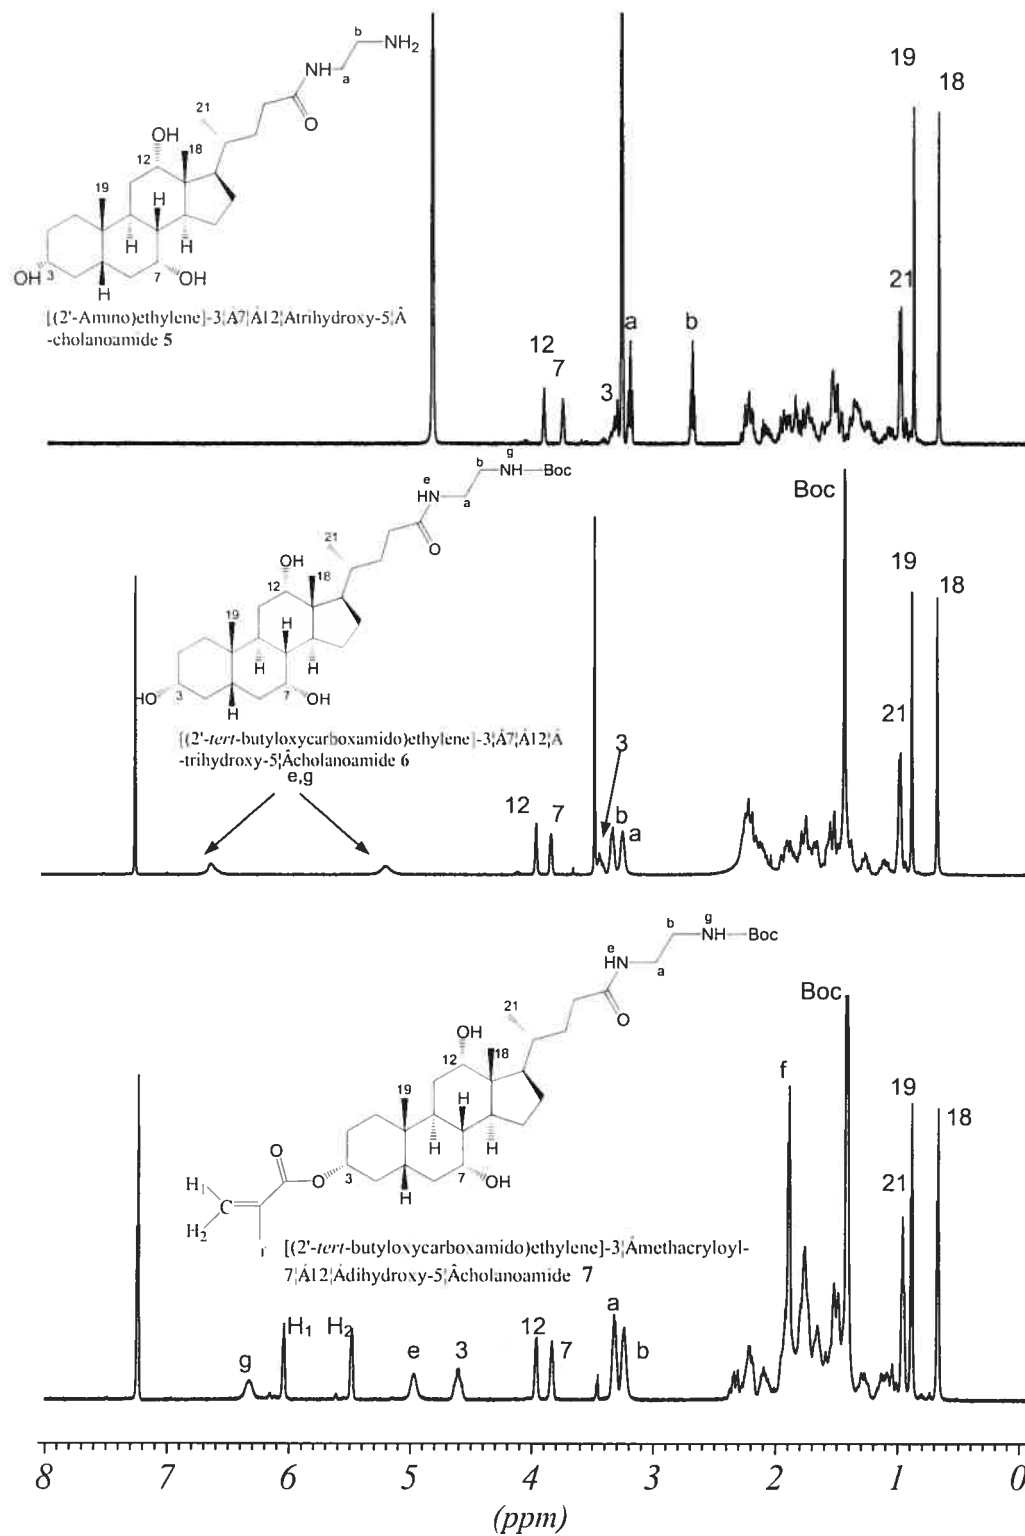 b
NH2
NH
a
21
O
OH
12
18
19
H
H
H
OH
3
7
OH
H
[(2'-Amino)ethylene]-3¦Á7¦Á12¦Átrihydroxy-5¦Â
-cholanoamide 5
12
7
3
a
b
21
19
18
b
g
NH
Boc
e
HN
a
21
O
OH
12
18
19
H
H
H
HO
3
7
OH
H
[(2'-tert-butyloxycarboxamido)ethylene]-3¦Á7¦Á12¦Á
-trihydroxy-5¦Âcholanoamide 6
e,g
12
7
3
b
a
Boc
21
19
18
b
g
NH
Boc
e
HN
a
21
O
OH
12
18
19
H
H
H
O
O
3
7
OH
H
H1
C
H2
[(2'-tert-butyloxycarboxamido)ethylene]-3¦Ámethacryloyl-
7¦Á12¦Ádihydroxy-5¦Âcholanoamide 7
g
H1
H2
e
3
12
7
a
b
f
Boc
21
19
18
8 7 6 5 4 3 2 1 0
(ppm)